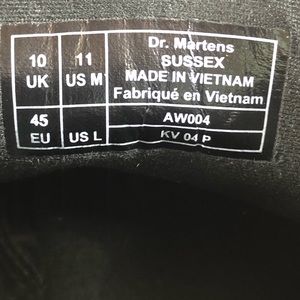 10
UK
11
US M
Dr. Martens
SUSSEX
MADE IN VIETNAM
Fabriqué en Vietnam
45
EU
US L
AW004
KV 04 P